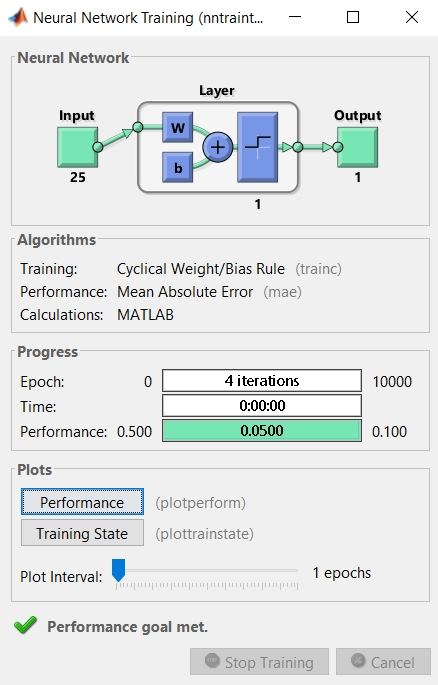 Neural Network Training (nntraint...
Neural Network
Layer
Input
Output
W
b
+
25
1
1
Algorithms
Training: Cyclical Weight/Bias Rule (trainc)
Performance: Mean Absolute Error (mae)
Calculations: MATLAB
Progress
Epoch: 0 4 iterations 10000
Time: 0:00:00
Performance: 0.500 0.0500 0.100
Plots
Performance (plotperform)
Training State (plottrainstate)
Plot Interval: 1 epochs
Performance goal met.
Stop Training Cancel